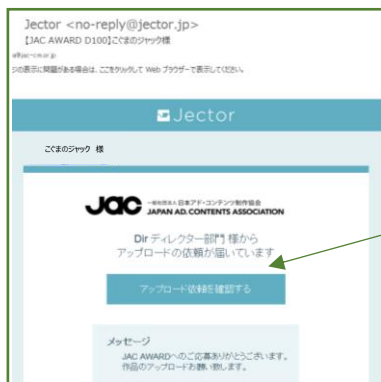 Jector <no-reply@jector.jp>
【JAC AWARD D100】こぐまのジャック様
ジの表示に問題がある場合は、ここをクリックして Web ブラウザーで表示してください。
Jector
こぐまのジャック 様
JAC 一般社団法人日本アド・コンテンツ制作協会
JAPAN AD. CONTENTS ASSOCIATION
Dir ディレクター部門 様から
アップロードの依頼が届いています
アップロード依頼を確認する
メッセージ
JAC AWARDへのご応募ありがとうございます。
作品のアップロードお願い致します。